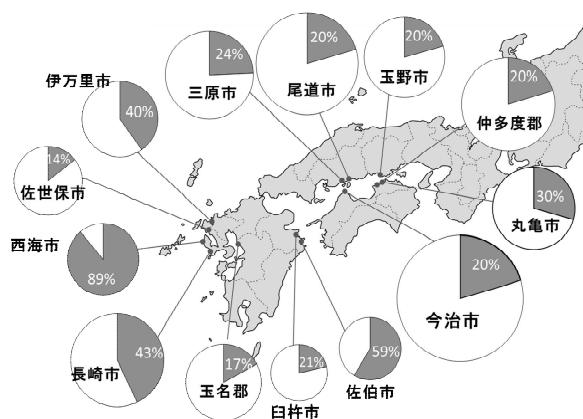 伊万里市
40%
三原市
24%
尾道市
20%
玉野市
20%
仲多度郡
20%
佐世保市
14%
丸亀市
30%
西海市
89%
今治市
20%
長崎市
43%
玉名郡
17%
臼杵市
21%
佐伯市
59%